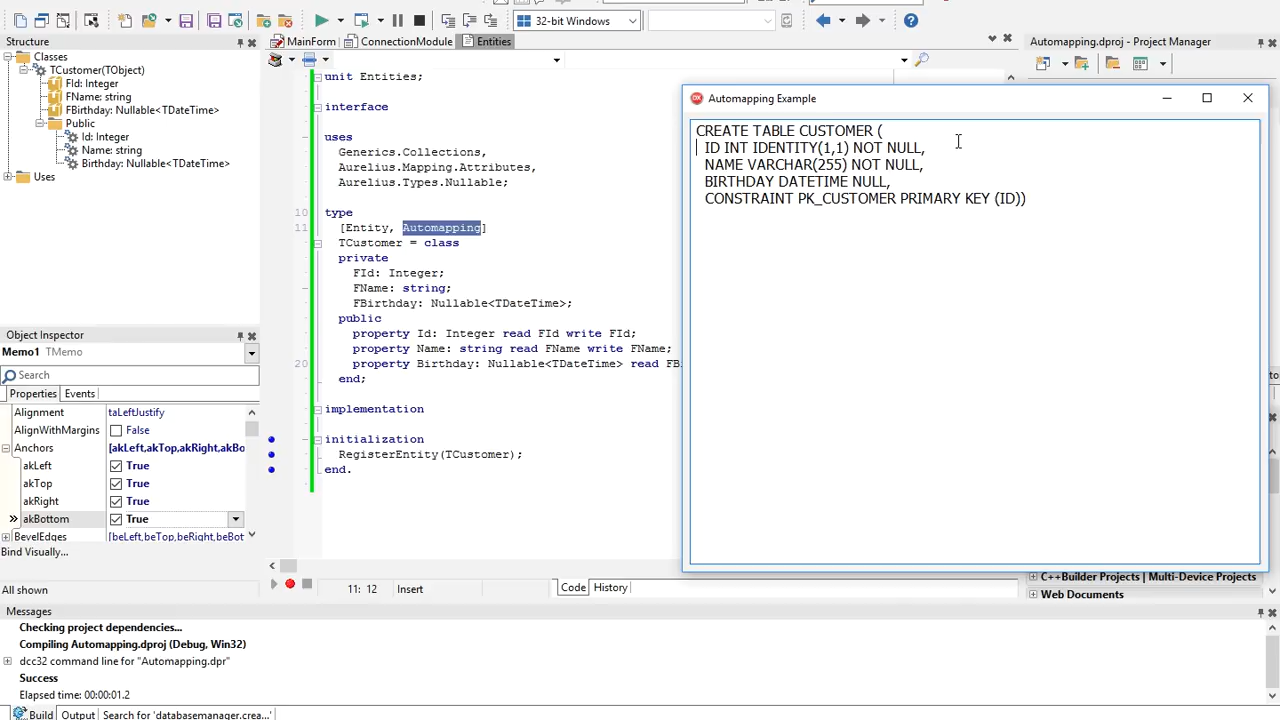 32-bit Windows
Structure
Classes
TCustomer(TObject)
FId: Integer
FName: string
FBirthday: Nullable<TDateTime>
Public
Id: Integer
Name: string
Birthday: Nullable<TDateTime>
Uses
MainForm
ConnectionModule
Entities
unit Entities;
interface
uses
Generics.Collections,
Aurelius.Mapping.Attributes,
Aurelius.Types.Nullable;
10 type
11 [Entity, Automapping]
TCustomer = class
private
FId: Integer;
FName: string;
FBirthday: Nullable<TDateTime>;
public
property Id: Integer read FId write FId;
property Name: string read FName write FName;
20 property Birthday: Nullable<TDateTime> read FB
end;
implementation
initialization
RegisterEntity(TCustomer);
end.
11: 12
Insert
Code
History
Automapping.dproj - Project Manager
Automapping Example
CREATE TABLE CUSTOMER (
ID INT IDENTITY(1,1) NOT NULL,
NAME VARCHAR(255) NOT NULL,
BIRTHDAY DATETIME NULL,
CONSTRAINT PK_CUSTOMER PRIMARY KEY (ID))
C++Builder Projects | Multi-Device Projects
Web Documents
Object Inspector
Memo1 TMemo
Search
Properties Events
Alignment taLeftJustify
AlignWithMargins False
Anchors [akLeft,akTop,akRight,akBo
akLeft True
akTop True
akRight True
akBottom True
BevelEdges [beLeft,beTop,beRight,beBot
Bind Visually...
All shown
Messages
Checking project dependencies...
Compiling Automapping.dproj (Debug, Win32)
dcc32 command line for "Automapping.dpr"
Success
Elapsed time: 00:00:01.2
Build Output Search for 'databasemanager.crea...'